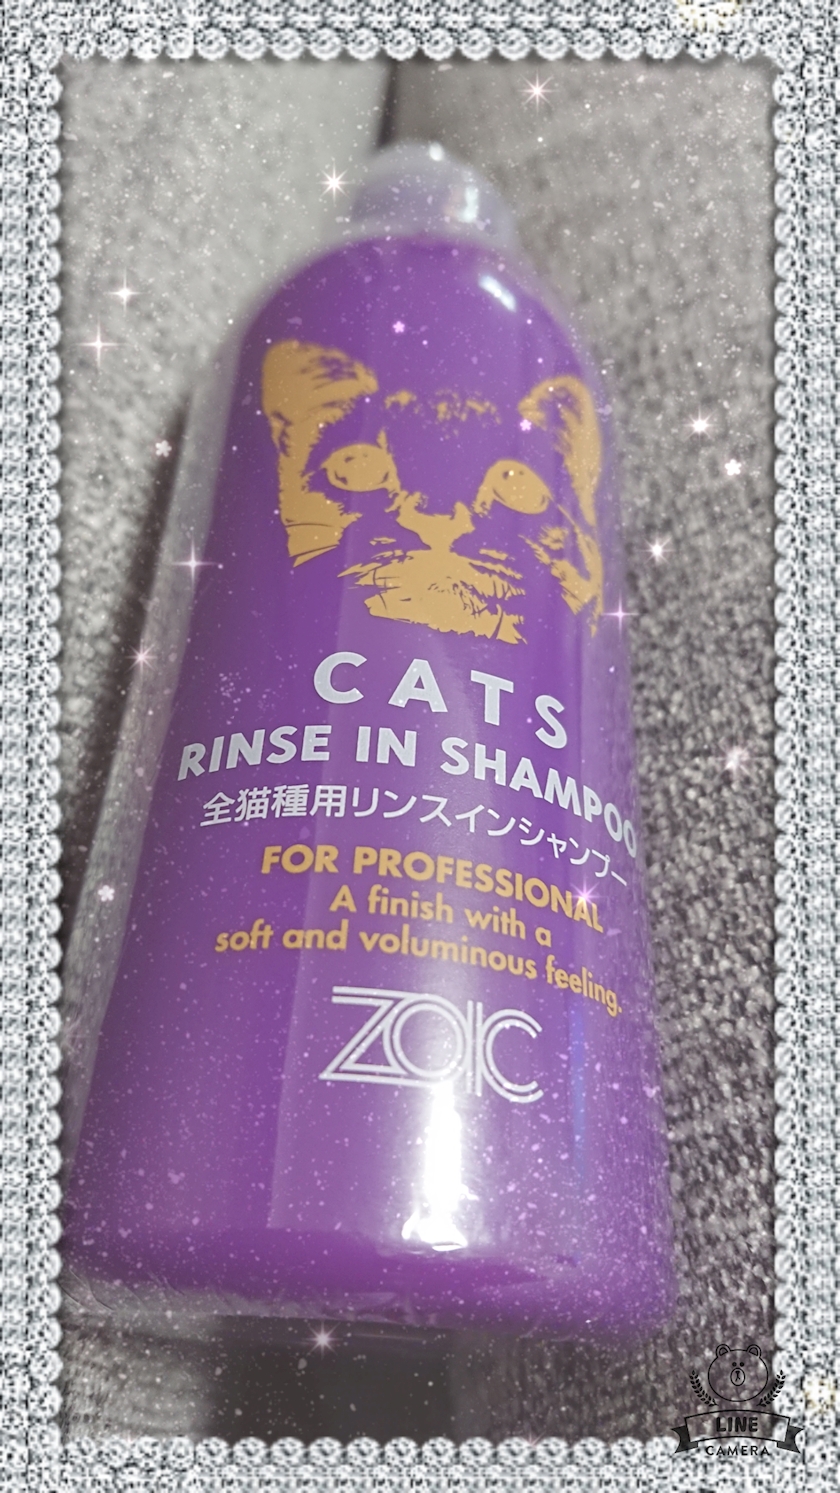 CATS
RINSE IN SHAMPOO
全猫種用リンスインシャンプー
FOR PROFESSIONAL
A finish with a
soft and voluminous feeling.
ZOIC
LINE
CAMERA